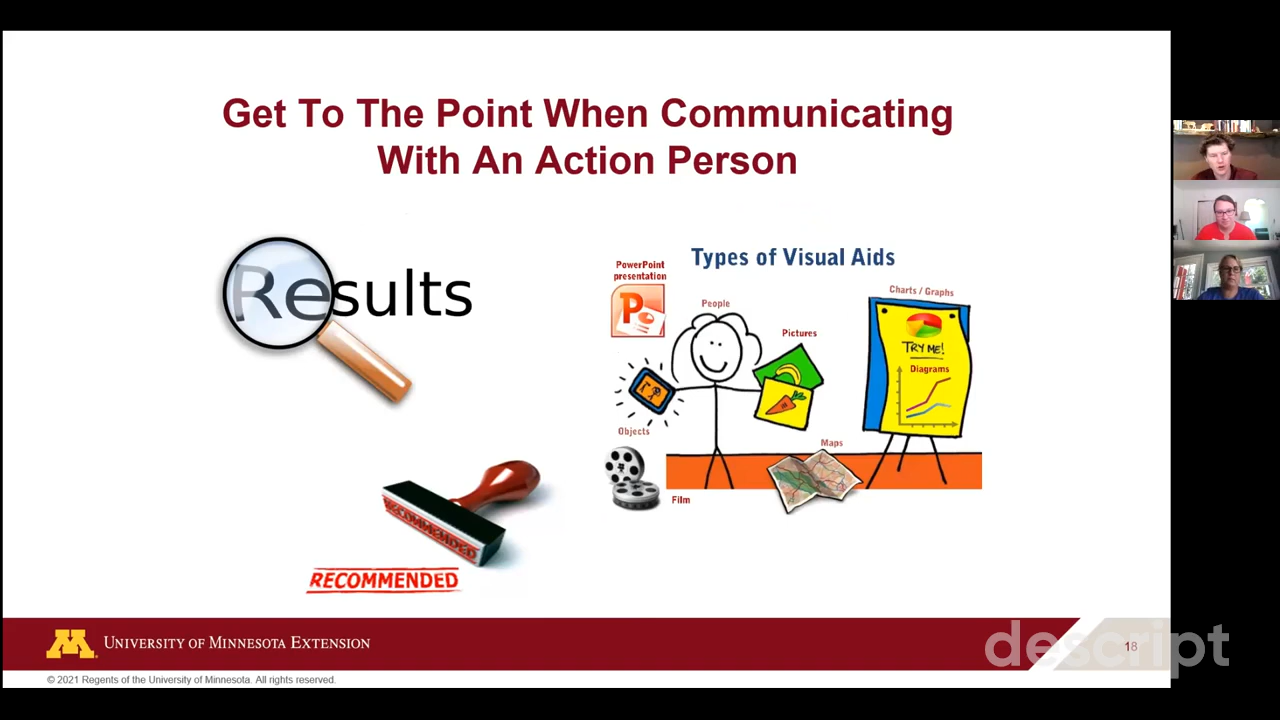 Get To The Point When Communicating
With An Action Person
Results
RECOMMENDED
RECOMMENDED
Types of Visual Aids
PowerPoint
presentation
People
Pictures
Charts / Graphs
TRY ME!
Diagrams
Objects
Maps
Film
UNIVERSITY OF MINNESOTA EXTENSION
18
descript
© 2021 Regents of the University of Minnesota. All rights reserved.